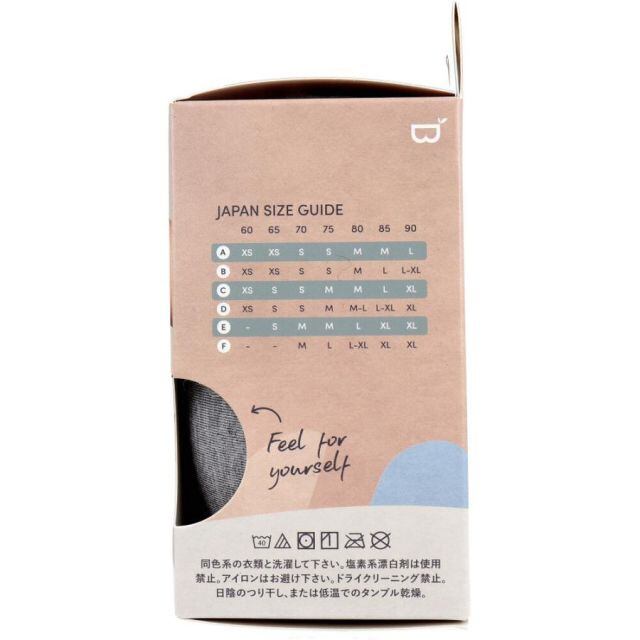 B
JAPAN SIZE GUIDE
60 65 70 75 80 85 90
A XS XS S S M M L
B XS XS S S M L L-XL
C XS S S M M L XL
D XS S S M M-L L-XL XL
E - S M M L XL XL
F - - M L L-XL XL XL
Feel for
yourself
40
同色系の衣類と洗濯して下さい。塩素系漂白剤は使用
禁止。アイロンはお避け下さい。ドライクリーニング禁止。
日陰のつり干し、または低温でのタンブル乾燥。